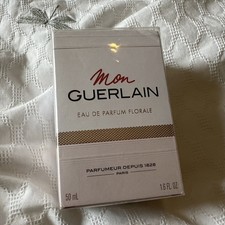 Mon
GUERLAIN
EAU DE PARFUM FLORALE
PARFUMEUR DEPUIS 1828
PARIS
50 mL
1.6 FL.OZ.